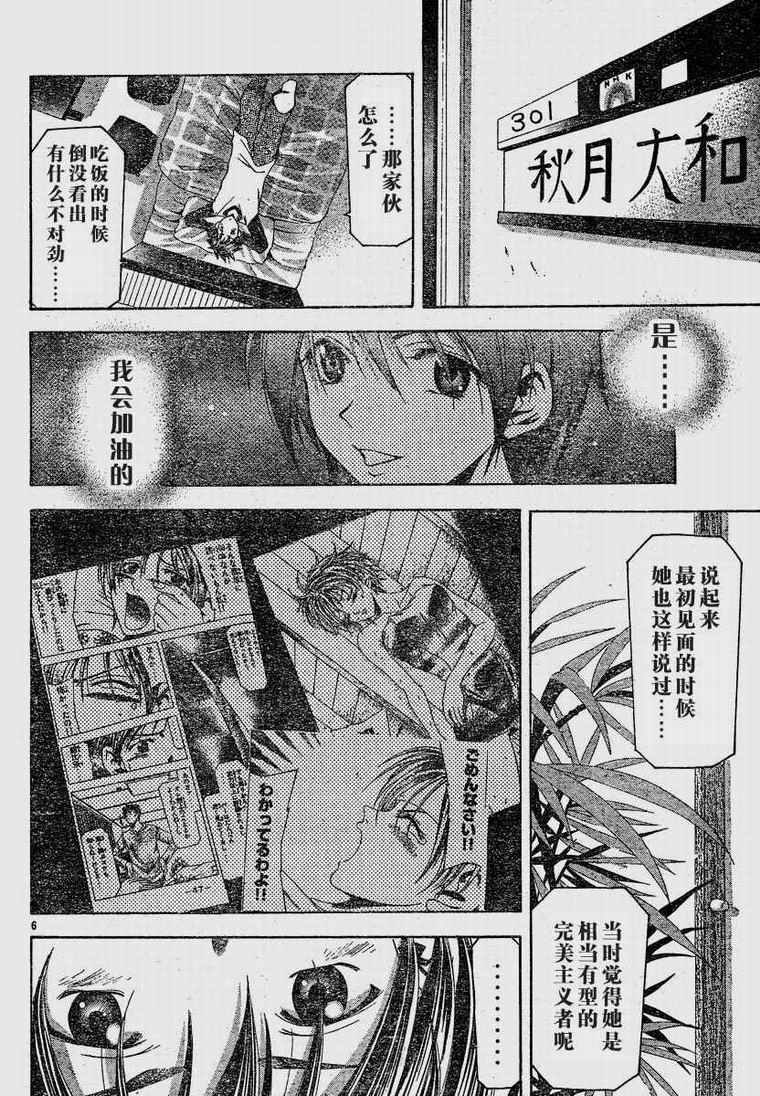 NHK
301
秋月大和
……那家伙
怎么了
吃饭的时候
倒没看出
有什么不对劲……
是……
我会加油的
说起来
最初见面的时候
她也这样说过……
ごめんなさい!!
わかってるわよ!!
-47-
当时觉得她是
相当有型的
完美主义者呢
6
………